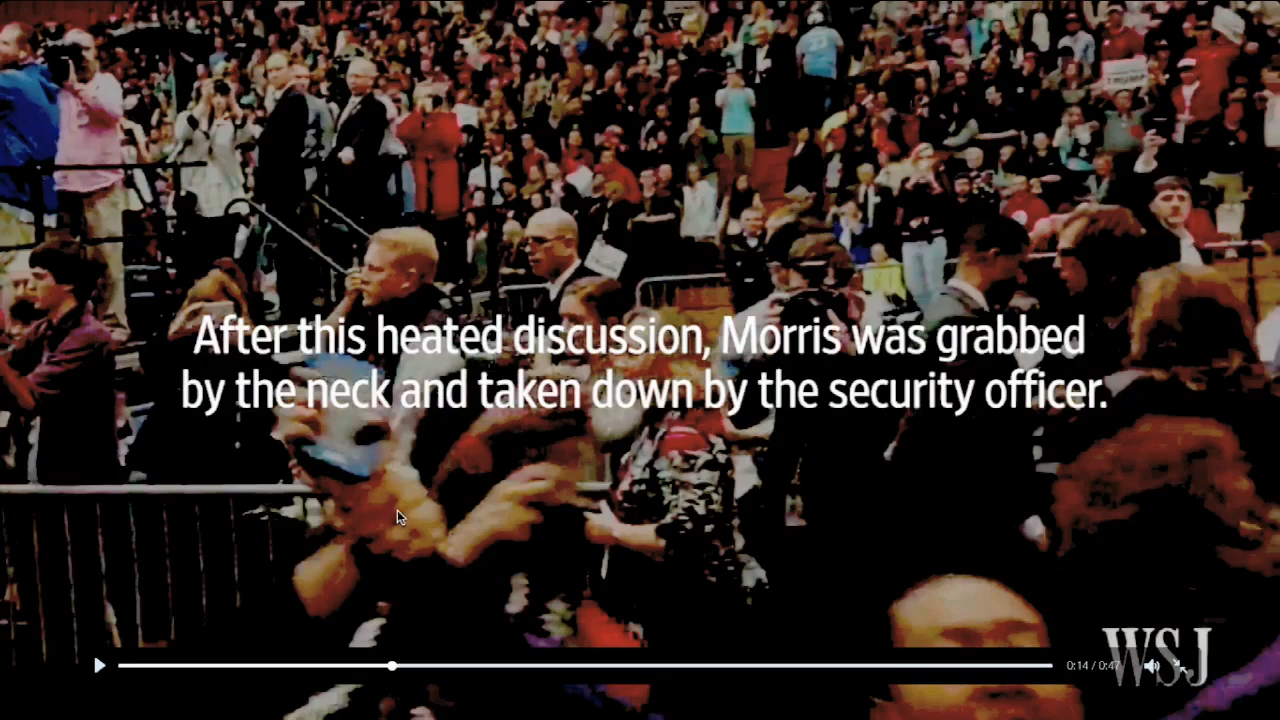 TRUMP
After this heated discussion, Morris was grabbed
by the neck and taken down by the security officer.
0:14 / 0:47
WSJ